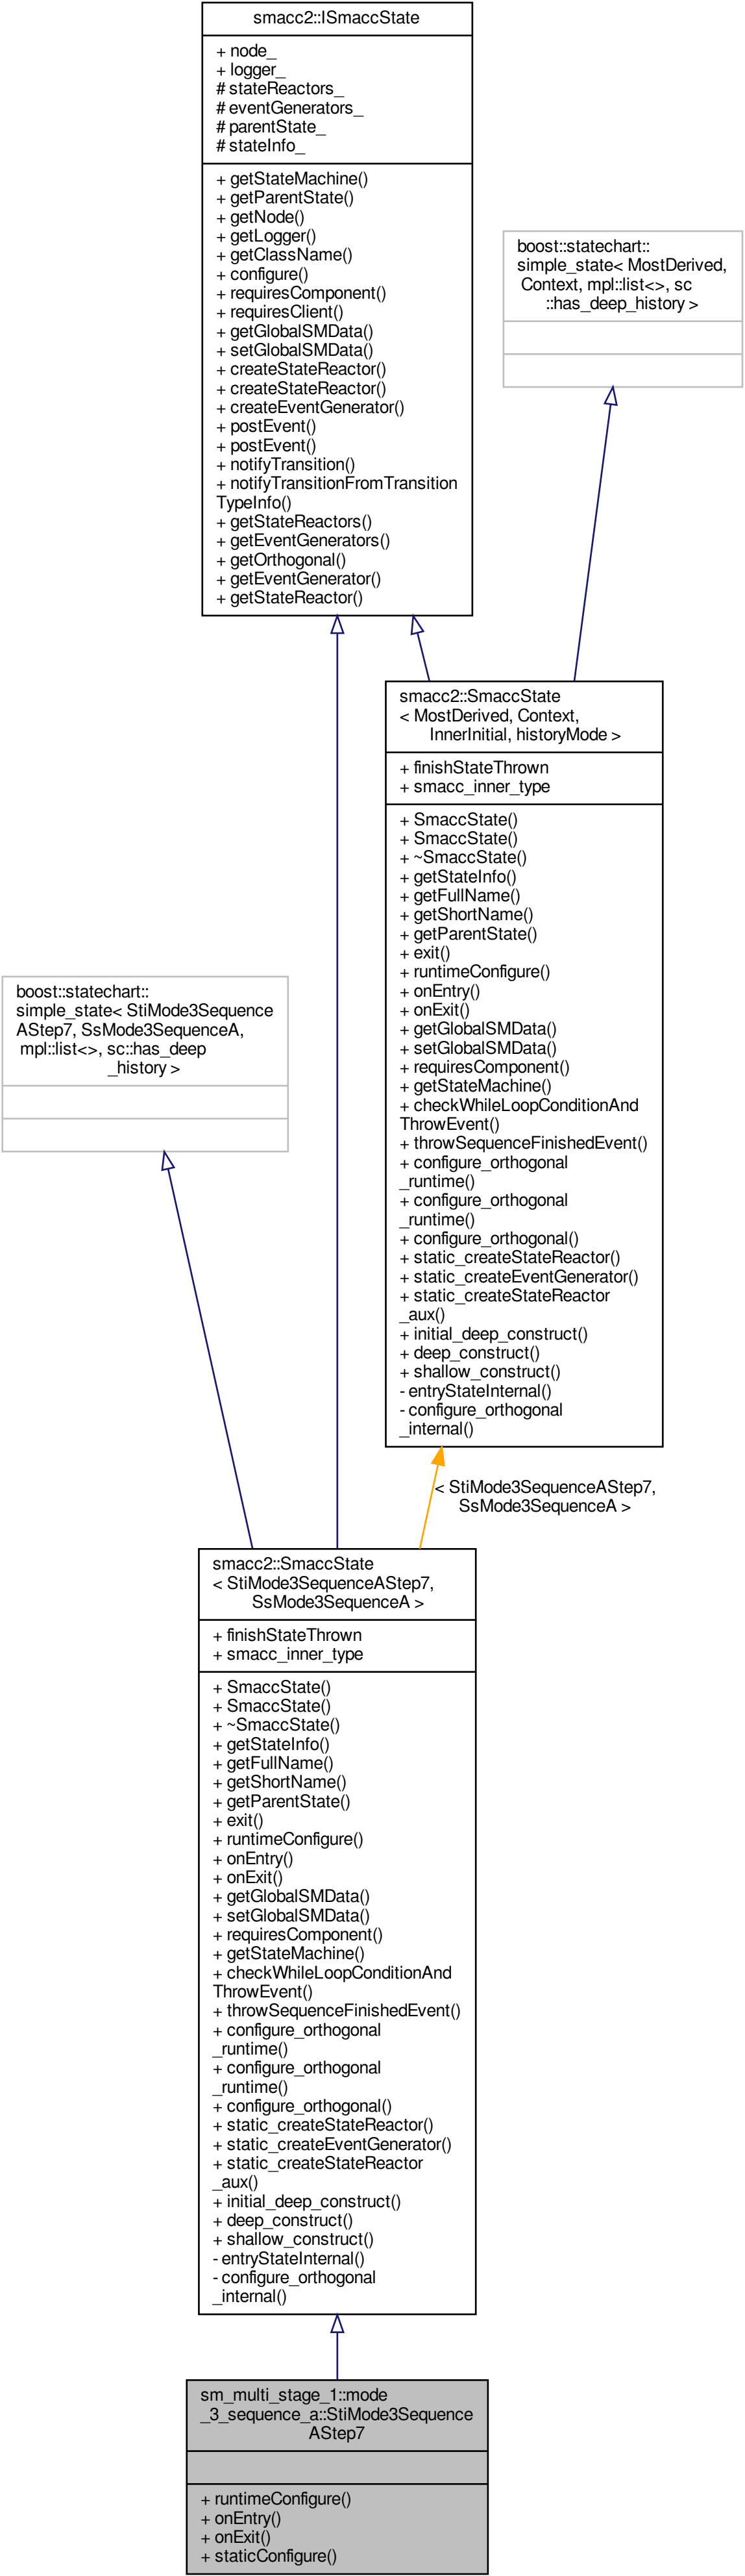 smacc2::ISmaccState
+ node_
+ logger_
# stateReactors_
# eventGenerators_
# parentState_
# stateInfo_
+ getStateMachine()
+ getParentState()
+ getNode()
+ getLogger()
+ getClassName()
+ configure()
+ requiresComponent()
+ requiresClient()
+ getGlobalSMData()
+ setGlobalSMData()
+ createStateReactor()
+ createStateReactor()
+ createEventGenerator()
+ postEvent()
+ postEvent()
+ notifyTransition()
+ notifyTransitionFromTransition
TypeInfo()
+ getStateReactors()
+ getEventGenerators()
+ getOrthogonal()
+ getEventGenerator()
+ getStateReactor()
boost::statechart::
simple_state< MostDerived,
Context, mpl::list<>, sc
::has_deep_history >
smacc2::SmaccState
< MostDerived, Context,
InnerInitial, historyMode >
+ finishStateThrown
+ smacc_inner_type
+ SmaccState()
+ SmaccState()
+ ~SmaccState()
+ getStateInfo()
+ getFullName()
+ getShortName()
+ getParentState()
+ exit()
+ runtimeConfigure()
+ onEntry()
+ onExit()
+ getGlobalSMData()
+ setGlobalSMData()
+ requiresComponent()
+ getStateMachine()
+ checkWhileLoopConditionAnd
ThrowEvent()
+ throwSequenceFinishedEvent()
+ configure_orthogonal
_runtime()
+ configure_orthogonal
_runtime()
+ configure_orthogonal()
+ static_createStateReactor()
+ static_createEventGenerator()
+ static_createStateReactor
_aux()
+ initial_deep_construct()
+ deep_construct()
+ shallow_construct()
- entryStateInternal()
- configure_orthogonal
_internal()
boost::statechart::
simple_state< StiMode3Sequence
AStep7, SsMode3SequenceA,
mpl::list<>, sc::has_deep
_history >
< StiMode3SequenceAStep7,
SsMode3SequenceA >
smacc2::SmaccState
< StiMode3SequenceAStep7,
SsMode3SequenceA >
+ finishStateThrown
+ smacc_inner_type
+ SmaccState()
+ SmaccState()
+ ~SmaccState()
+ getStateInfo()
+ getFullName()
+ getShortName()
+ getParentState()
+ exit()
+ runtimeConfigure()
+ onEntry()
+ onExit()
+ getGlobalSMData()
+ setGlobalSMData()
+ requiresComponent()
+ getStateMachine()
+ checkWhileLoopConditionAnd
ThrowEvent()
+ throwSequenceFinishedEvent()
+ configure_orthogonal
_runtime()
+ configure_orthogonal
_runtime()
+ configure_orthogonal()
+ static_createStateReactor()
+ static_createEventGenerator()
+ static_createStateReactor
_aux()
+ initial_deep_construct()
+ deep_construct()
+ shallow_construct()
- entryStateInternal()
- configure_orthogonal
_internal()
sm_multi_stage_1::mode
_3_sequence_a::StiMode3Sequence
AStep7
+ runtimeConfigure()
+ onEntry()
+ onExit()
+ staticConfigure()